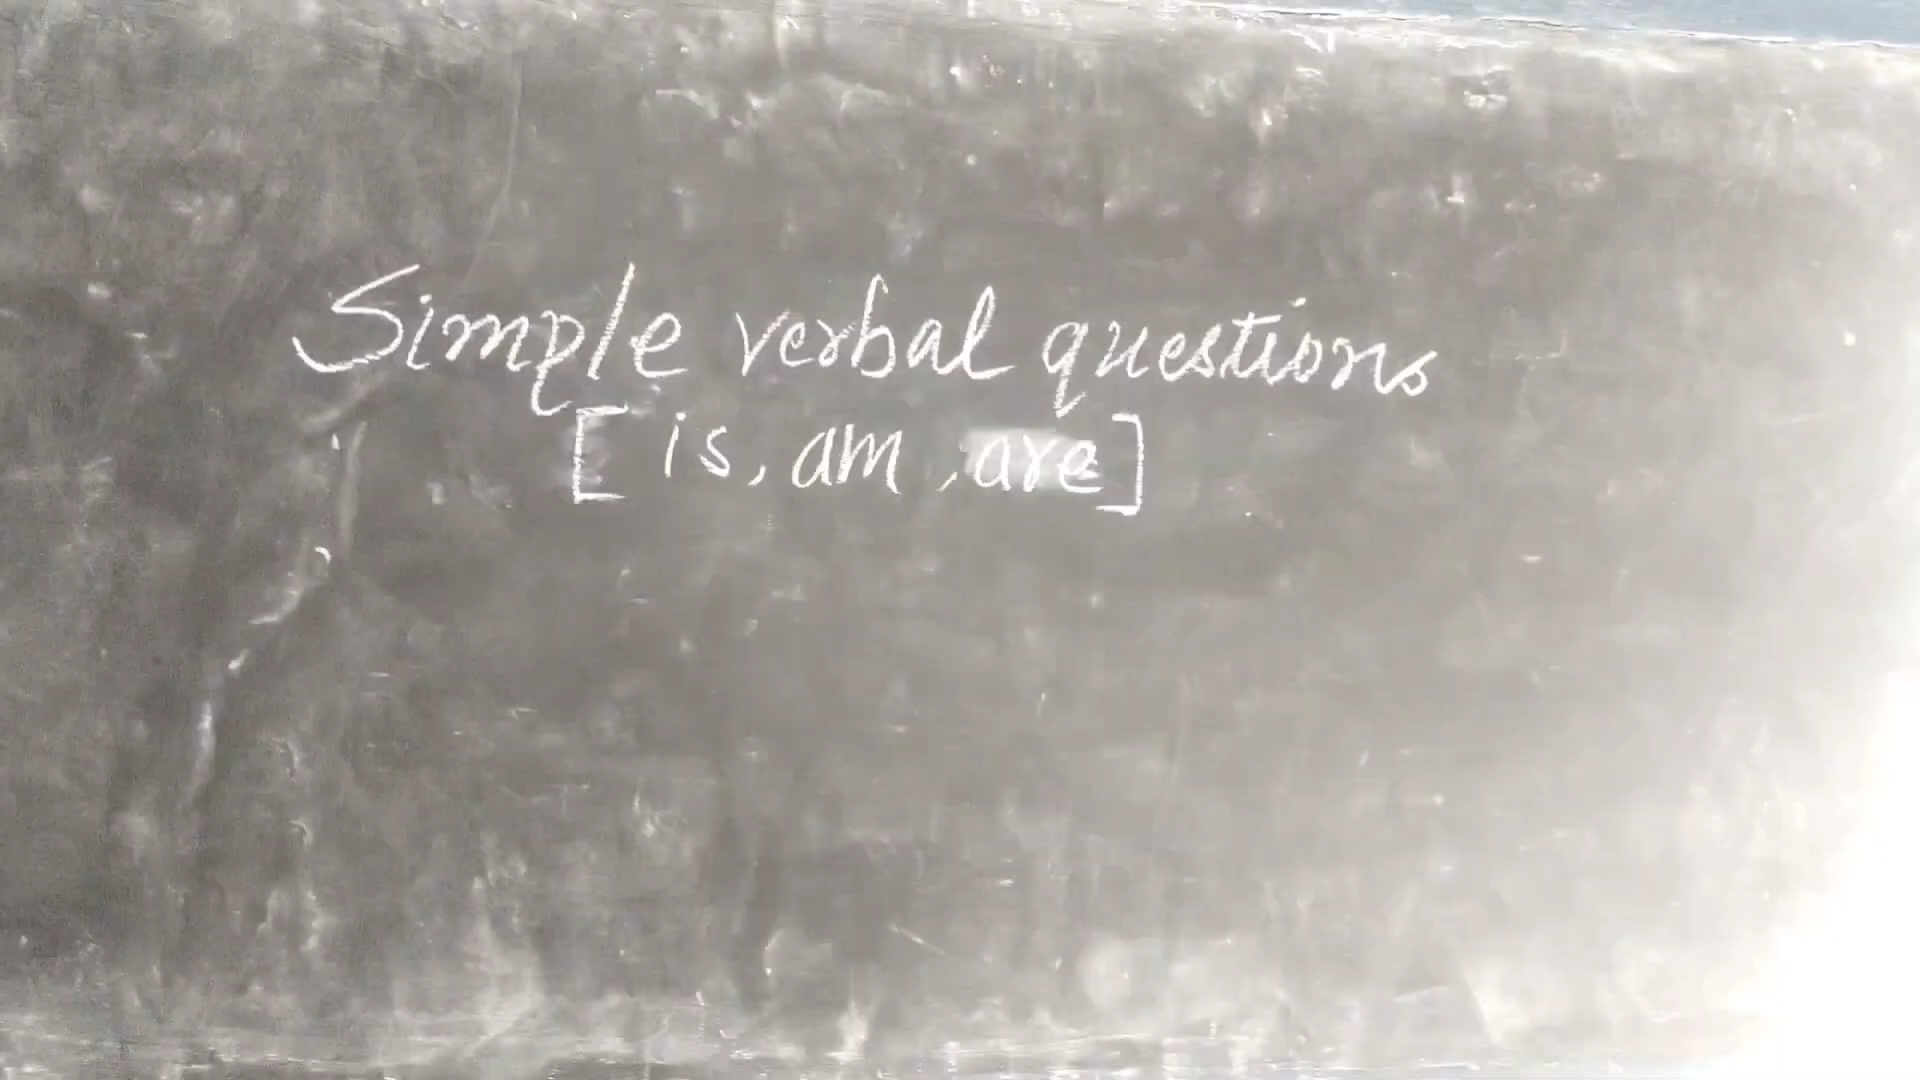 Simple verbal questions
[ is, am, are]